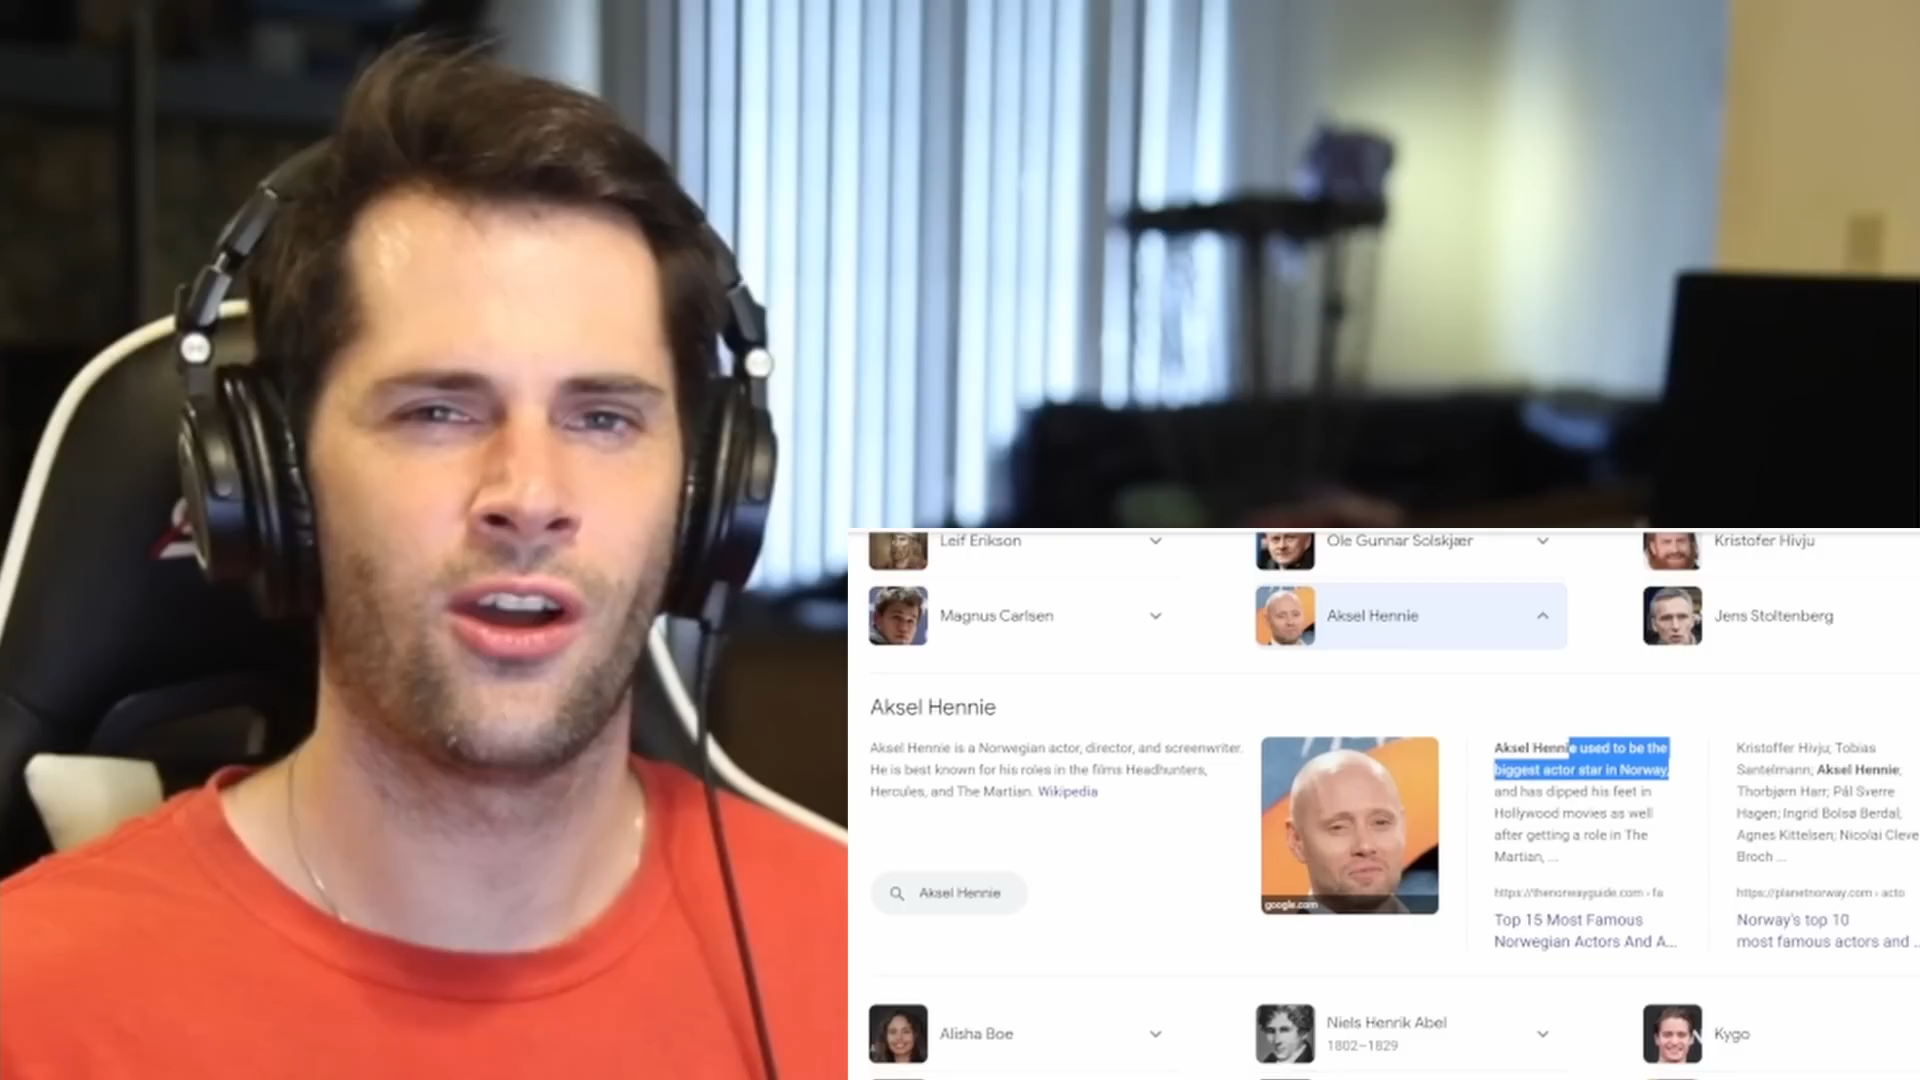 Leif Erikson
Ole Gunnar Solskjær
Kristofer Hivju
Magnus Carlsen
Aksel Hennie
Jens Stoltenberg
Aksel Hennie
Aksel Hennie is a Norwegian actor, director, and screenwriter.
He is best known for his roles in the films Headhunters,
Hercules, and The Martian. Wikipedia
Aksel Hennie
google.com
Aksel Hennie used to be the
biggest actor star in Norway,
and has dipped his feet in
Hollywood movies as well
after getting a role in The
Martian, ...
https://thenorwayguide.com › fa
Top 15 Most Famous
Norwegian Actors And A...
Kristoffer Hivju; Tobias
Santelmann; Aksel Hennie;
Thorbjørn Harr; Pål Sverre
Hagen; Ingrid Bolsø Berdal;
Agnes Kittelsen; Nicolai Cleve
Broch ...
https://planetnorway.com › acto
Norway's top 10
most famous actors and ...
Alisha Boe
Niels Henrik Abel
1802–1829
Kygo